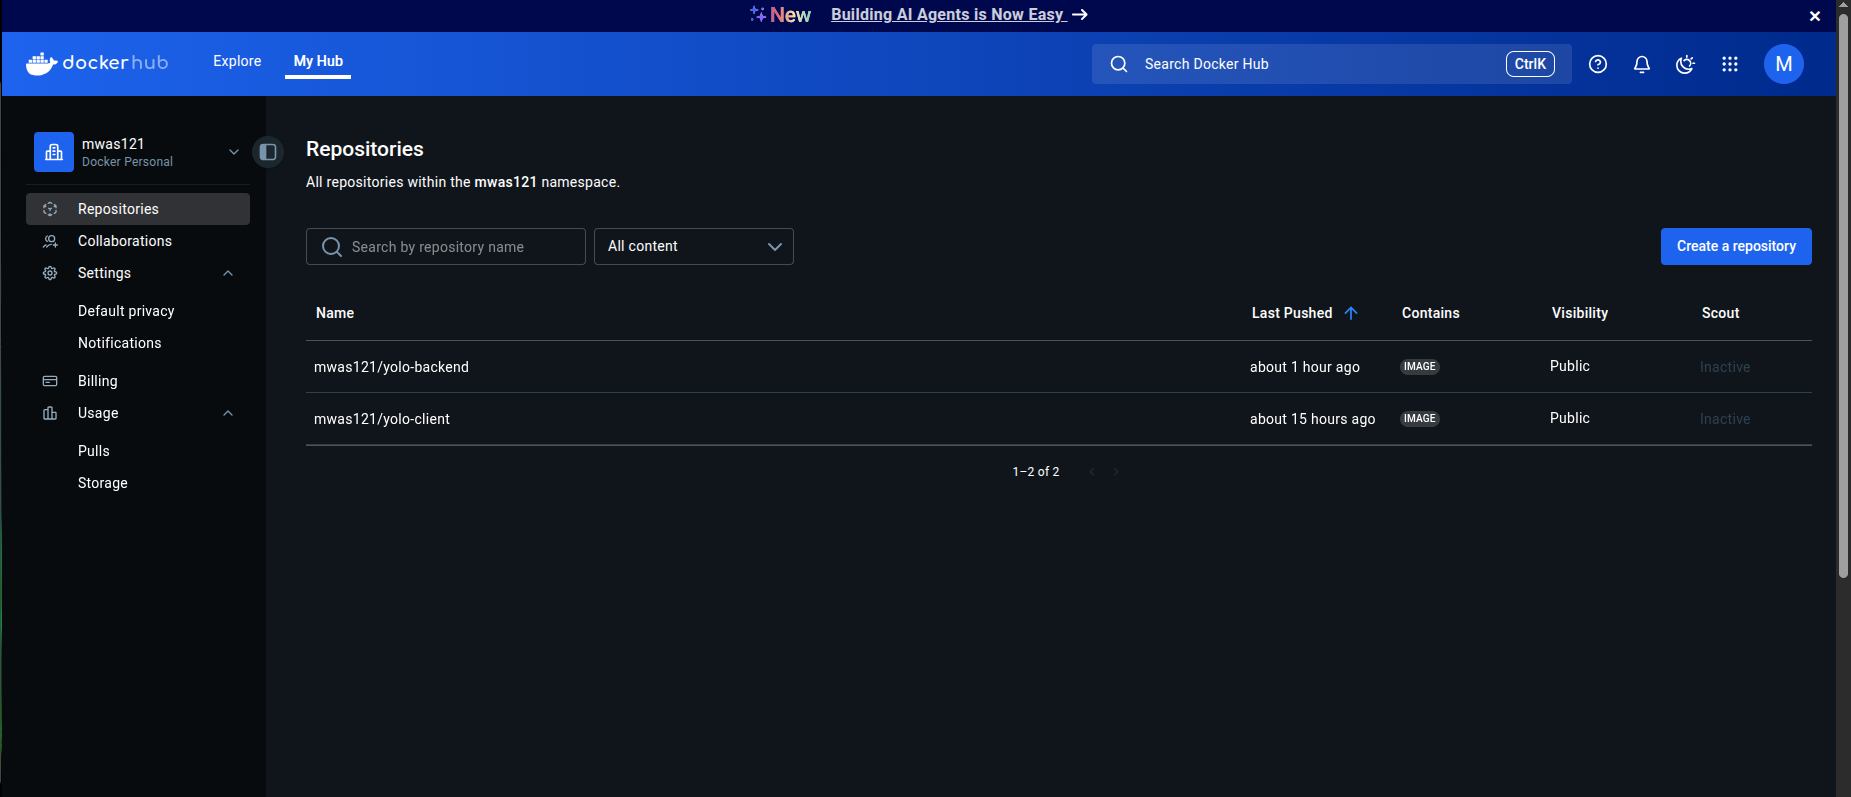 New Building AI Agents is Now Easy
dockerhub Explore My Hub Search Docker Hub CtrlK M
mwas121
Docker Personal
Repositories
Collaborations
Settings
Default privacy
Notifications
Billing
Usage
Pulls
Storage
Repositories
All repositories within the mwas121 namespace.
Search by repository name All content Create a repository
Name Last Pushed Contains Visibility Scout
mwas121/yolo-backend about 1 hour ago IMAGE Public Inactive
mwas121/yolo-client about 15 hours ago IMAGE Public Inactive
1–2 of 2